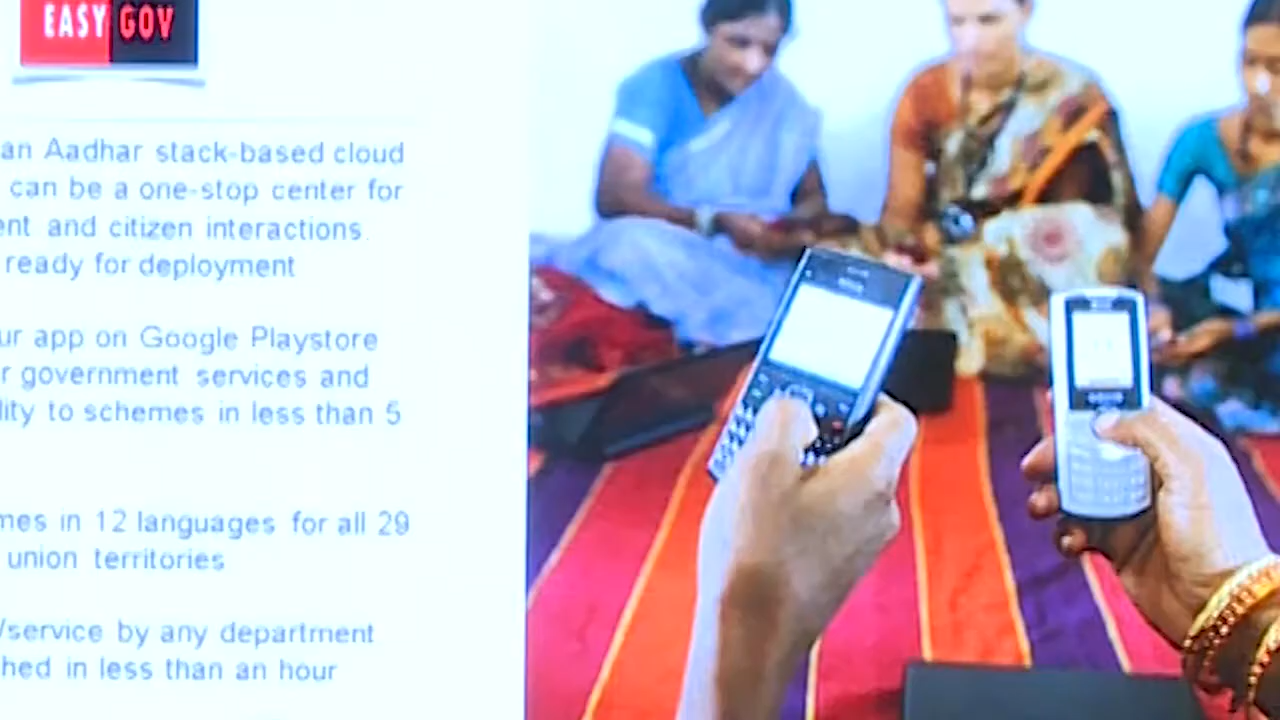 EASY GOV
an Aadhar stack-based cloud
can be a one-stop center for
ent and citizen interactions.
ready for deployment
ur app on Google Playstore
r government services and
lity to schemes in less than 5
mes in 12 languages for all 29
union territories
/service by any department
hed in less than an hour